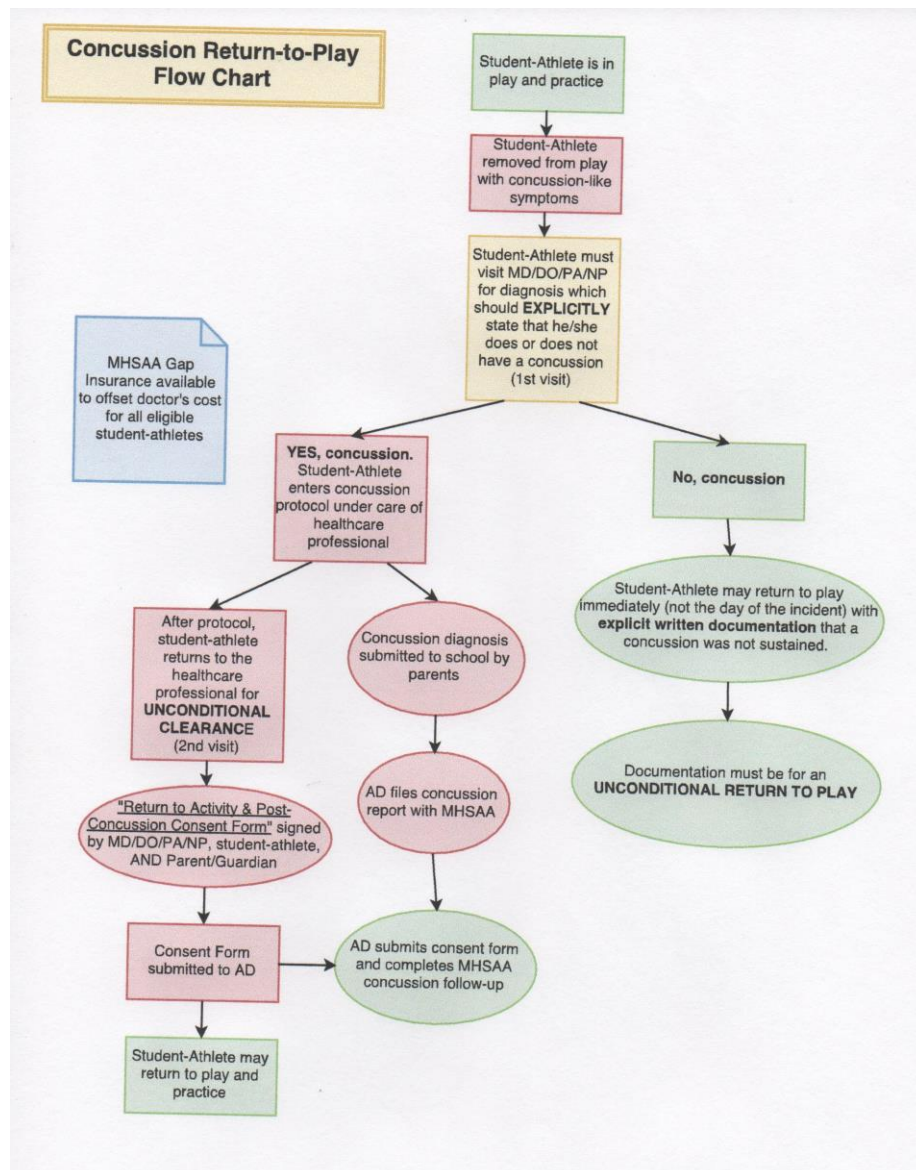 Concussion Return-to-Play
Flow Chart
Student-Athlete is in
play and practice
Student-Athlete
removed from play
with concussion-like
symptoms
Student-Athlete must
visit MD/DO/PA/NP
for diagnosis which
should EXPLICITLY
state that he/she
does or does not
have a concussion
(1st visit)
MHSAA Gap
Insurance available
to offset doctor's cost
for all eligible
student-athletes
YES, concussion.
Student-Athlete
enters concussion
protocol under care of
healthcare
professional
No, concussion
After protocol,
student-athlete
returns to the
healthcare
professional for
UNCONDITIONAL
CLEARANCE
(2nd visit)
Concussion diagnosis
submitted to school by
parents
Student-Athlete may return to play
immediately (not the day of the incident) with
explicit written documentation that a
concussion was not sustained.
AD files concussion
report with MHSAA
Documentation must be for an
UNCONDITIONAL RETURN TO PLAY
"Return to Activity & Post-
Concussion Consent Form" signed
by MD/DO/PA/NP, student-athlete,
AND Parent/Guardian
Consent Form
submitted to AD
AD submits consent form
and completes MHSAA
concussion follow-up
Student-Athlete may
return to play and
practice